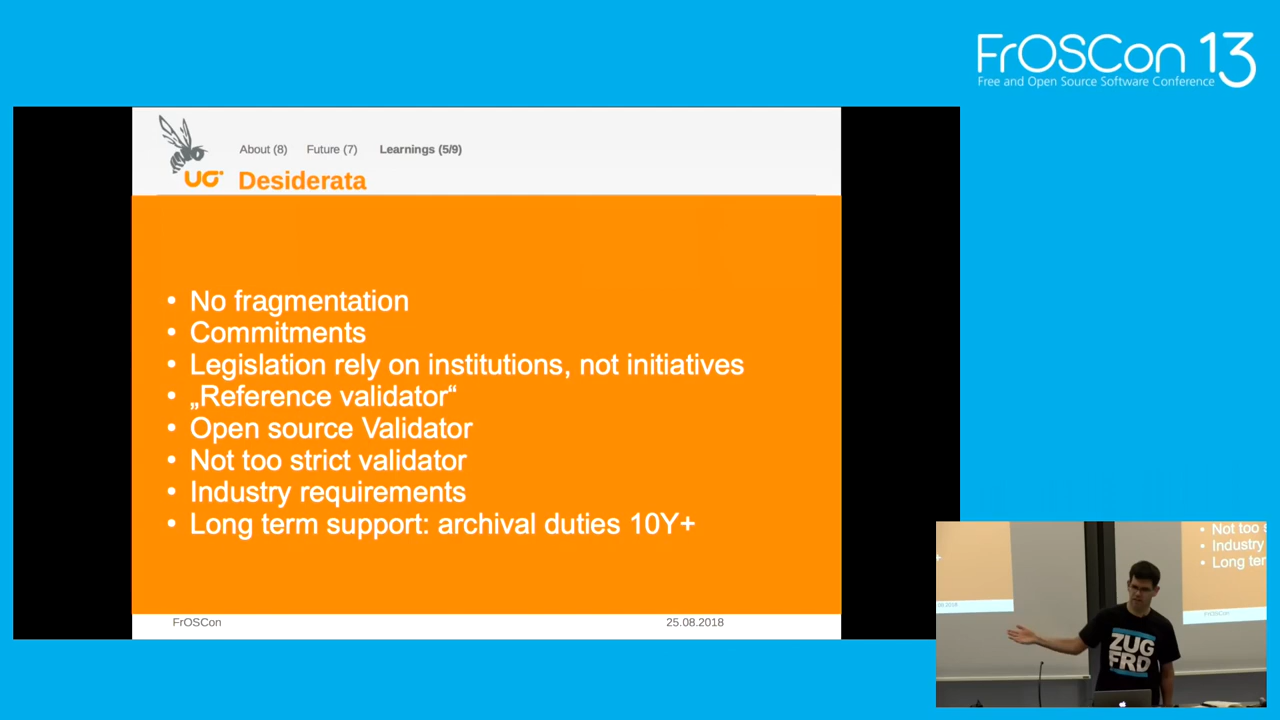 FrOSCon 13
Free and Open Source Software Conference
About (8) Future (7) Learnings (5/9)
UG
Desiderata
• No fragmentation
• Commitments
• Legislation rely on institutions, not initiatives
• „Reference validator“
• Open source Validator
• Not too strict validator
• Industry requirements
• Long term support: archival duties 10Y+
FrOSCon 25.08.2018
• Not too s
• Industry
• Long ter
FrOSCon
ZUG
FRD